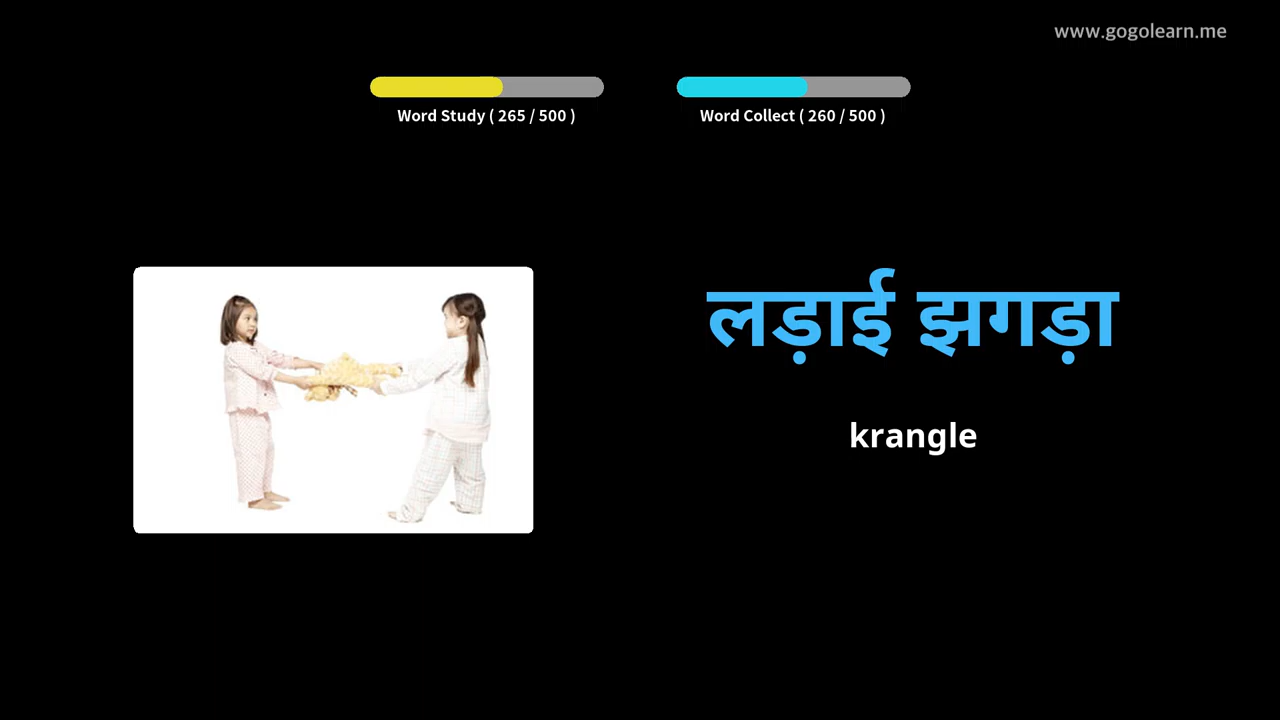 www.gogolearn.me
Word Study ( 265 / 500 )
Word Collect ( 260 / 500 )
लड़ाई झगड़ा
krangle